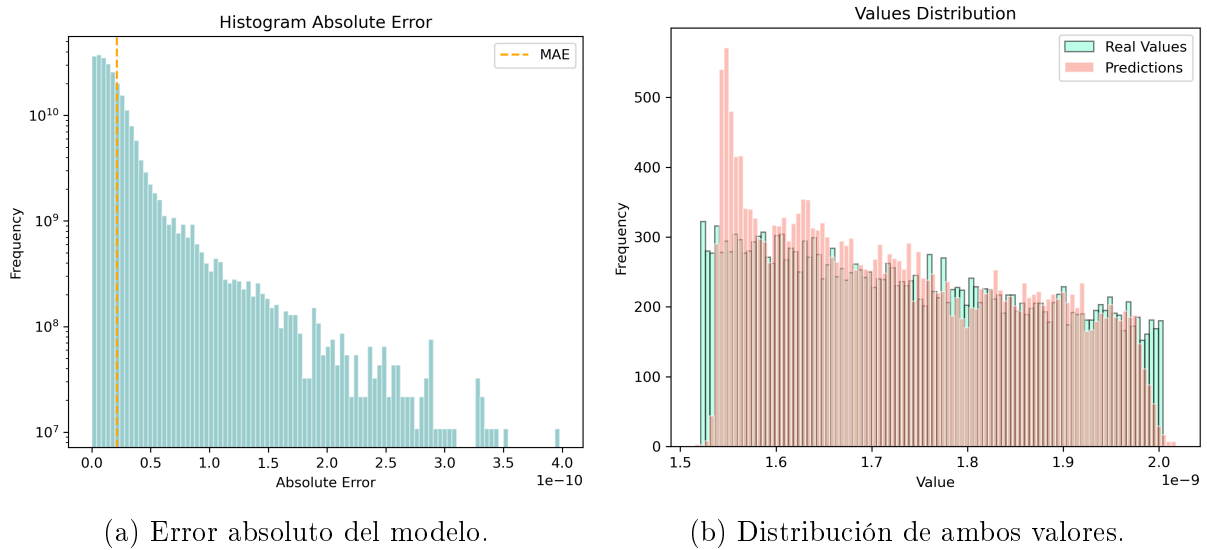 Histogram Absolute Error
MAE
Frequency
10^10
10^9
10^8
10^7
0.0 0.5 1.0 1.5 2.0 2.5 3.0 3.5 4.0
1e−10
Absolute Error
(a) Error absoluto del modelo.
Values Distribution
Real Values
Predictions
Frequency
500
400
300
200
100
0
1.5 1.6 1.7 1.8 1.9 2.0
1e−9
Value
(b) Distribución de ambos valores.